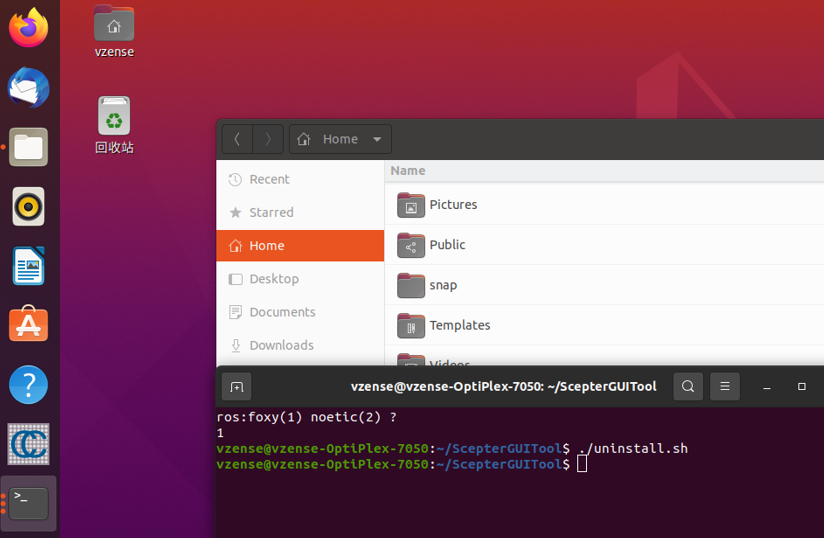 vzense
回收站
Home
Name
Recent
Pictures
Starred
Public
Home
snap
Desktop
Documents
Templates
Downloads
Videos
vzense@vzense-OptiPlex-7050: ~/ScepterGUITool
ros:foxy(1) noetic(2) ?
1
vzense@vzense-OptiPlex-7050:~/ScepterGUITool$ ./uninstall.sh
vzense@vzense-OptiPlex-7050:~/ScepterGUITool$